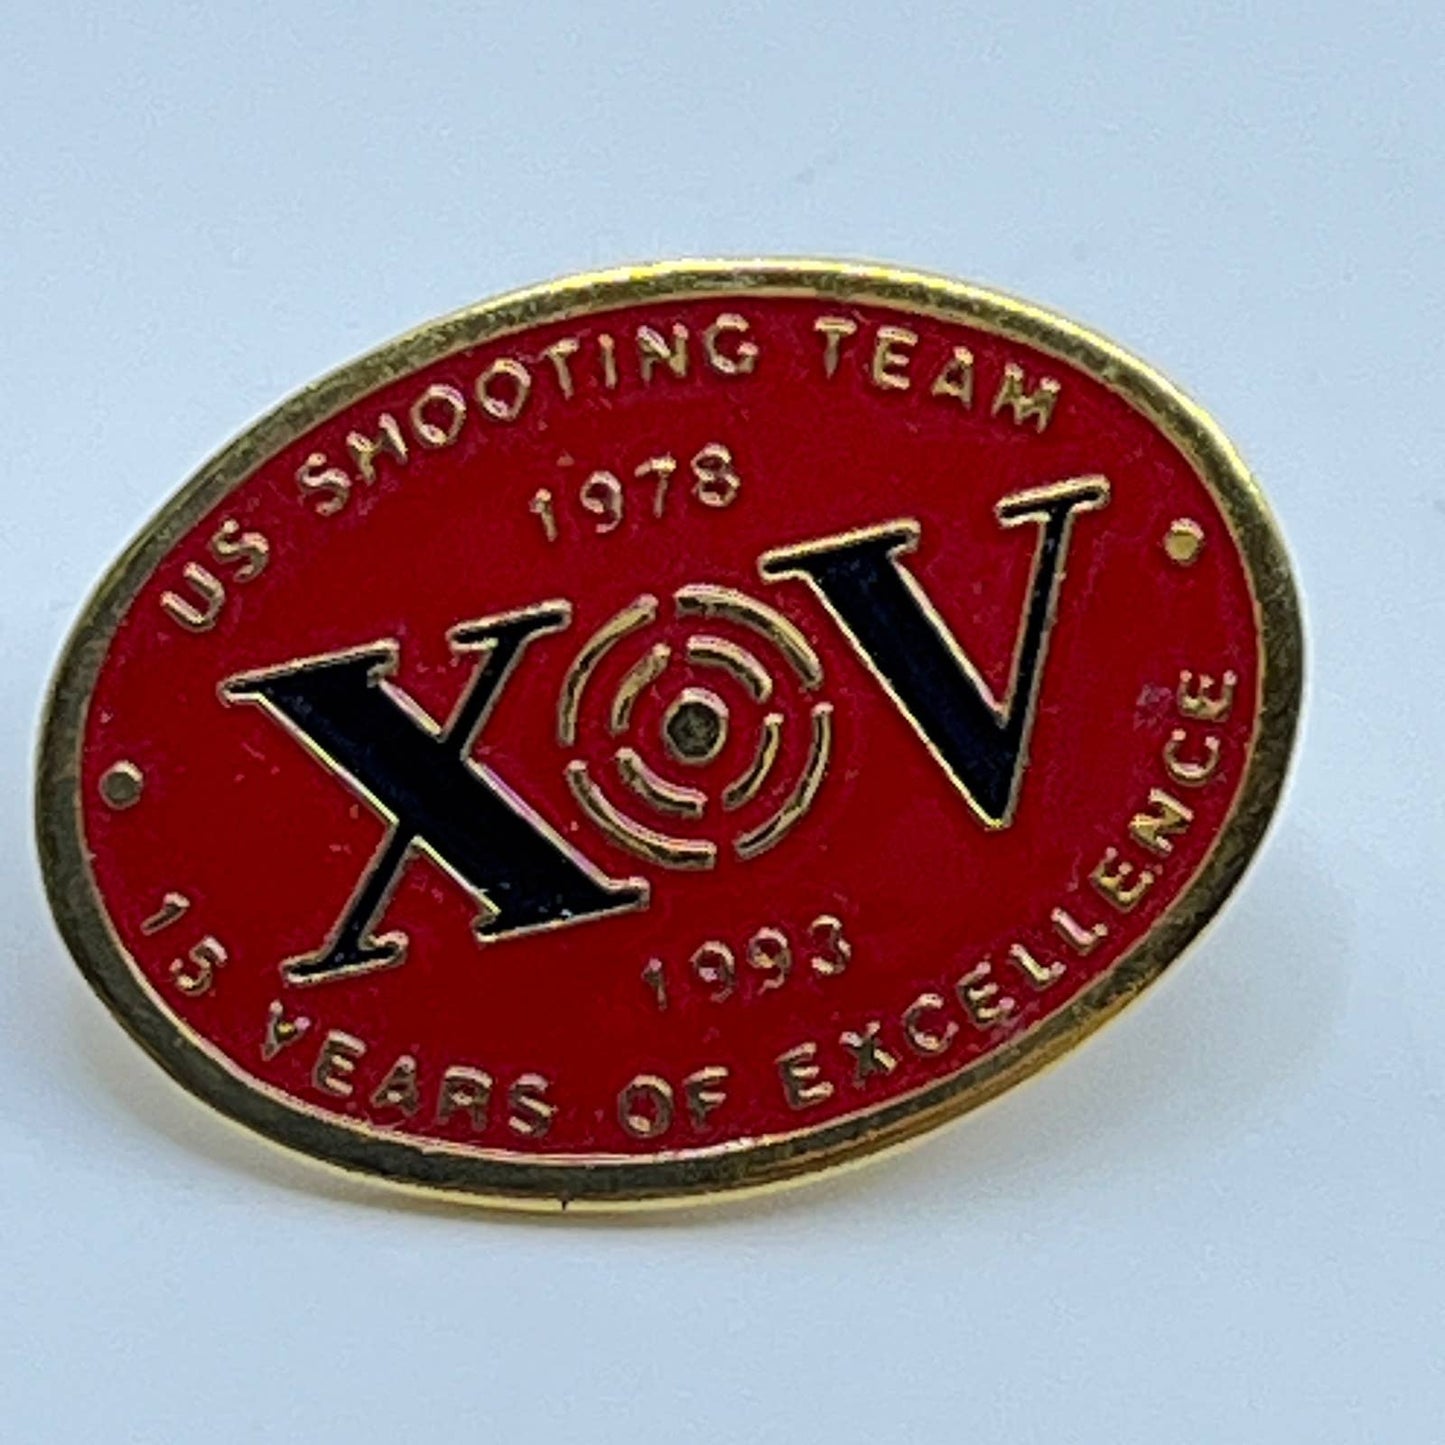 US SHOOTING TEAM
1978
XV
1993
15 YEARS OF EXCELLENCE